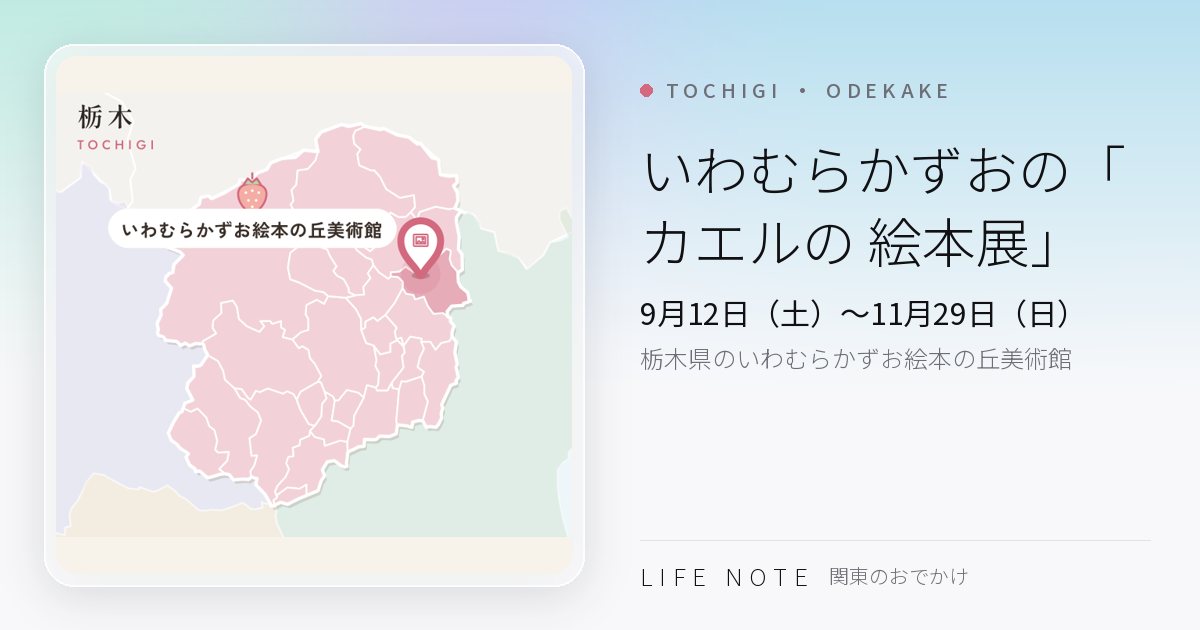 栃木
TOCHIGI
いわむらかずお絵本の丘美術館
TOCHIGI • ODEKAKE
いわむらかずおの「
カエルの 絵本展」
9月12日（土）〜11月29日（日）
栃木県のいわむらかずお絵本の丘美術館
LIFE NOTE 関東のおでかけ